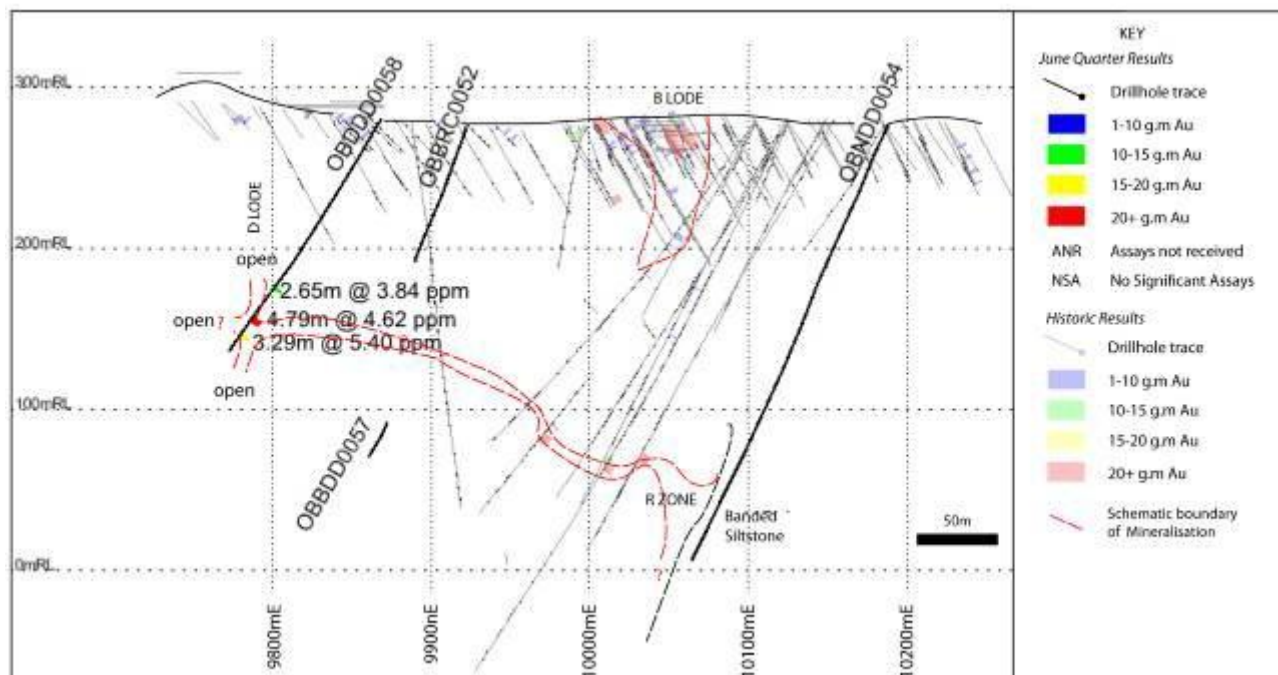 300mRL
200mRL
100mRL
0mRL
OBDDD0058
OBBRC0052
B LODE
OBNDD0054
D LODE
open
2.65m @ 3.84 ppm
open ?
4.79m @ 4.62 ppm
3.29m @ 5.40 ppm
open
OBBDD0057
R ZONE
Banded
Siltstone
?
50m
9800mE
9900mE
10000mE
10100mE
10200mE
KEY
June Quarter Results
Drillhole trace
1-10 g.m Au
10-15 g.m Au
15-20 g.m Au
20+ g.m Au
ANR Assays not received
NSA No Significant Assays
Historic Results
Drillhole trace
1-10 g.m Au
10-15 g.m Au
15-20 g.m Au
20+ g.m Au
Schematic boundary
of Mineralisation